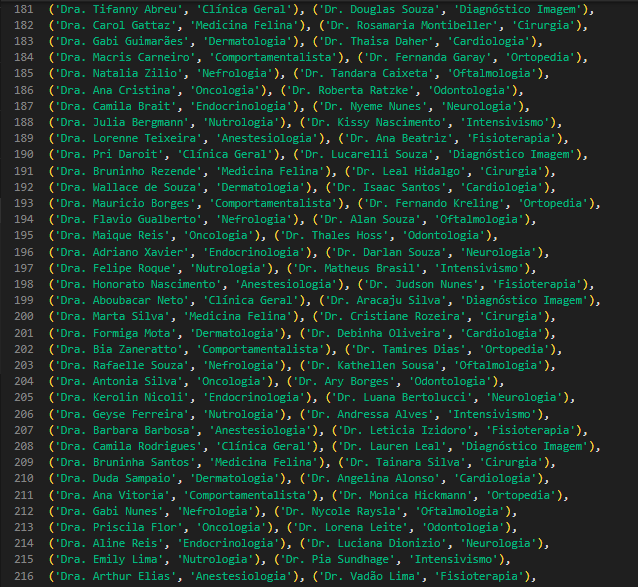 181 ('Dra. Tifanny Abreu', 'Clínica Geral'), ('Dr. Douglas Souza', 'Diagnóstico Imagem'),
182 ('Dra. Carol Gattaz', 'Medicina Felina'), ('Dr. Rosamaria Montibeller', 'Cirurgia'),
183 ('Dra. Gabi Guimarães', 'Dermatologia'), ('Dr. Thaisa Daher', 'Cardiologia'),
184 ('Dra. Macris Carneiro', 'Comportamentalista'), ('Dr. Fernanda Garay', 'Ortopedia'),
185 ('Dra. Natalia Zilio', 'Nefrologia'), ('Dr. Tandara Caixeta', 'Oftalmologia'),
186 ('Dra. Ana Cristina', 'Oncologia'), ('Dr. Roberta Ratzke', 'Odontologia'),
187 ('Dra. Camila Brait', 'Endocrinologia'), ('Dr. Nyeme Nunes', 'Neurologia'),
188 ('Dra. Julia Bergmann', 'Nutrologia'), ('Dr. Kissy Nascimento', 'Intensivismo'),
189 ('Dra. Lorenne Teixeira', 'Anestesiologia'), ('Dr. Ana Beatriz', 'Fisioterapia'),
190 ('Dra. Pri Daroit', 'Clínica Geral'), ('Dr. Lucarelli Souza', 'Diagnóstico Imagem'),
191 ('Dra. Bruninho Rezende', 'Medicina Felina'), ('Dr. Leal Hidalgo', 'Cirurgia'),
192 ('Dra. Wallace de Souza', 'Dermatologia'), ('Dr. Isaac Santos', 'Cardiologia'),
193 ('Dra. Mauricio Borges', 'Comportamentalista'), ('Dr. Fernando Kreling', 'Ortopedia'),
194 ('Dra. Flavio Gualberto', 'Nefrologia'), ('Dr. Alan Souza', 'Oftalmologia'),
195 ('Dra. Maique Reis', 'Oncologia'), ('Dr. Thales Hoss', 'Odontologia'),
196 ('Dra. Adriano Xavier', 'Endocrinologia'), ('Dr. Darlan Souza', 'Neurologia'),
197 ('Dra. Felipe Roque', 'Nutrologia'), ('Dr. Matheus Brasil', 'Intensivismo'),
198 ('Dra. Honorato Nascimento', 'Anestesiologia'), ('Dr. Judson Nunes', 'Fisioterapia'),
199 ('Dra. Aboubacar Neto', 'Clínica Geral'), ('Dr. Aracaju Silva', 'Diagnóstico Imagem'),
200 ('Dra. Marta Silva', 'Medicina Felina'), ('Dr. Cristiane Rozeira', 'Cirurgia'),
201 ('Dra. Formiga Mota', 'Dermatologia'), ('Dr. Debinha Oliveira', 'Cardiologia'),
202 ('Dra. Bia Zaneratto', 'Comportamentalista'), ('Dr. Tamires Dias', 'Ortopedia'),
203 ('Dra. Rafaelle Souza', 'Nefrologia'), ('Dr. Kathellen Sousa', 'Oftalmologia'),
204 ('Dra. Antonia Silva', 'Oncologia'), ('Dr. Ary Borges', 'Odontologia'),
205 ('Dra. Kerolin Nicoli', 'Endocrinologia'), ('Dr. Luana Bertolucci', 'Neurologia'),
206 ('Dra. Geyse Ferreira', 'Nutrologia'), ('Dr. Andressa Alves', 'Intensivismo'),
207 ('Dra. Barbara Barbosa', 'Anestesiologia'), ('Dr. Leticia Izidoro', 'Fisioterapia'),
208 ('Dra. Camila Rodrigues', 'Clínica Geral'), ('Dr. Lauren Leal', 'Diagnóstico Imagem'),
209 ('Dra. Bruninha Santos', 'Medicina Felina'), ('Dr. Tainara Silva', 'Cirurgia'),
210 ('Dra. Duda Sampaio', 'Dermatologia'), ('Dr. Angelina Alonso', 'Cardiologia'),
211 ('Dra. Ana Vitoria', 'Comportamentalista'), ('Dr. Monica Hickmann', 'Ortopedia'),
212 ('Dra. Gabi Nunes', 'Nefrologia'), ('Dr. Nycole Raysla', 'Oftalmologia'),
213 ('Dra. Priscila Flor', 'Oncologia'), ('Dr. Lorena Leite', 'Odontologia'),
214 ('Dra. Aline Reis', 'Endocrinologia'), ('Dr. Luciana Dionizio', 'Neurologia'),
215 ('Dra. Emily Lima', 'Nutrologia'), ('Dr. Pia Sundhage', 'Intensivismo'),
216 ('Dra. Arthur Elias', 'Anestesiologia'), ('Dr. Vadão Lima', 'Fisioterapia'),